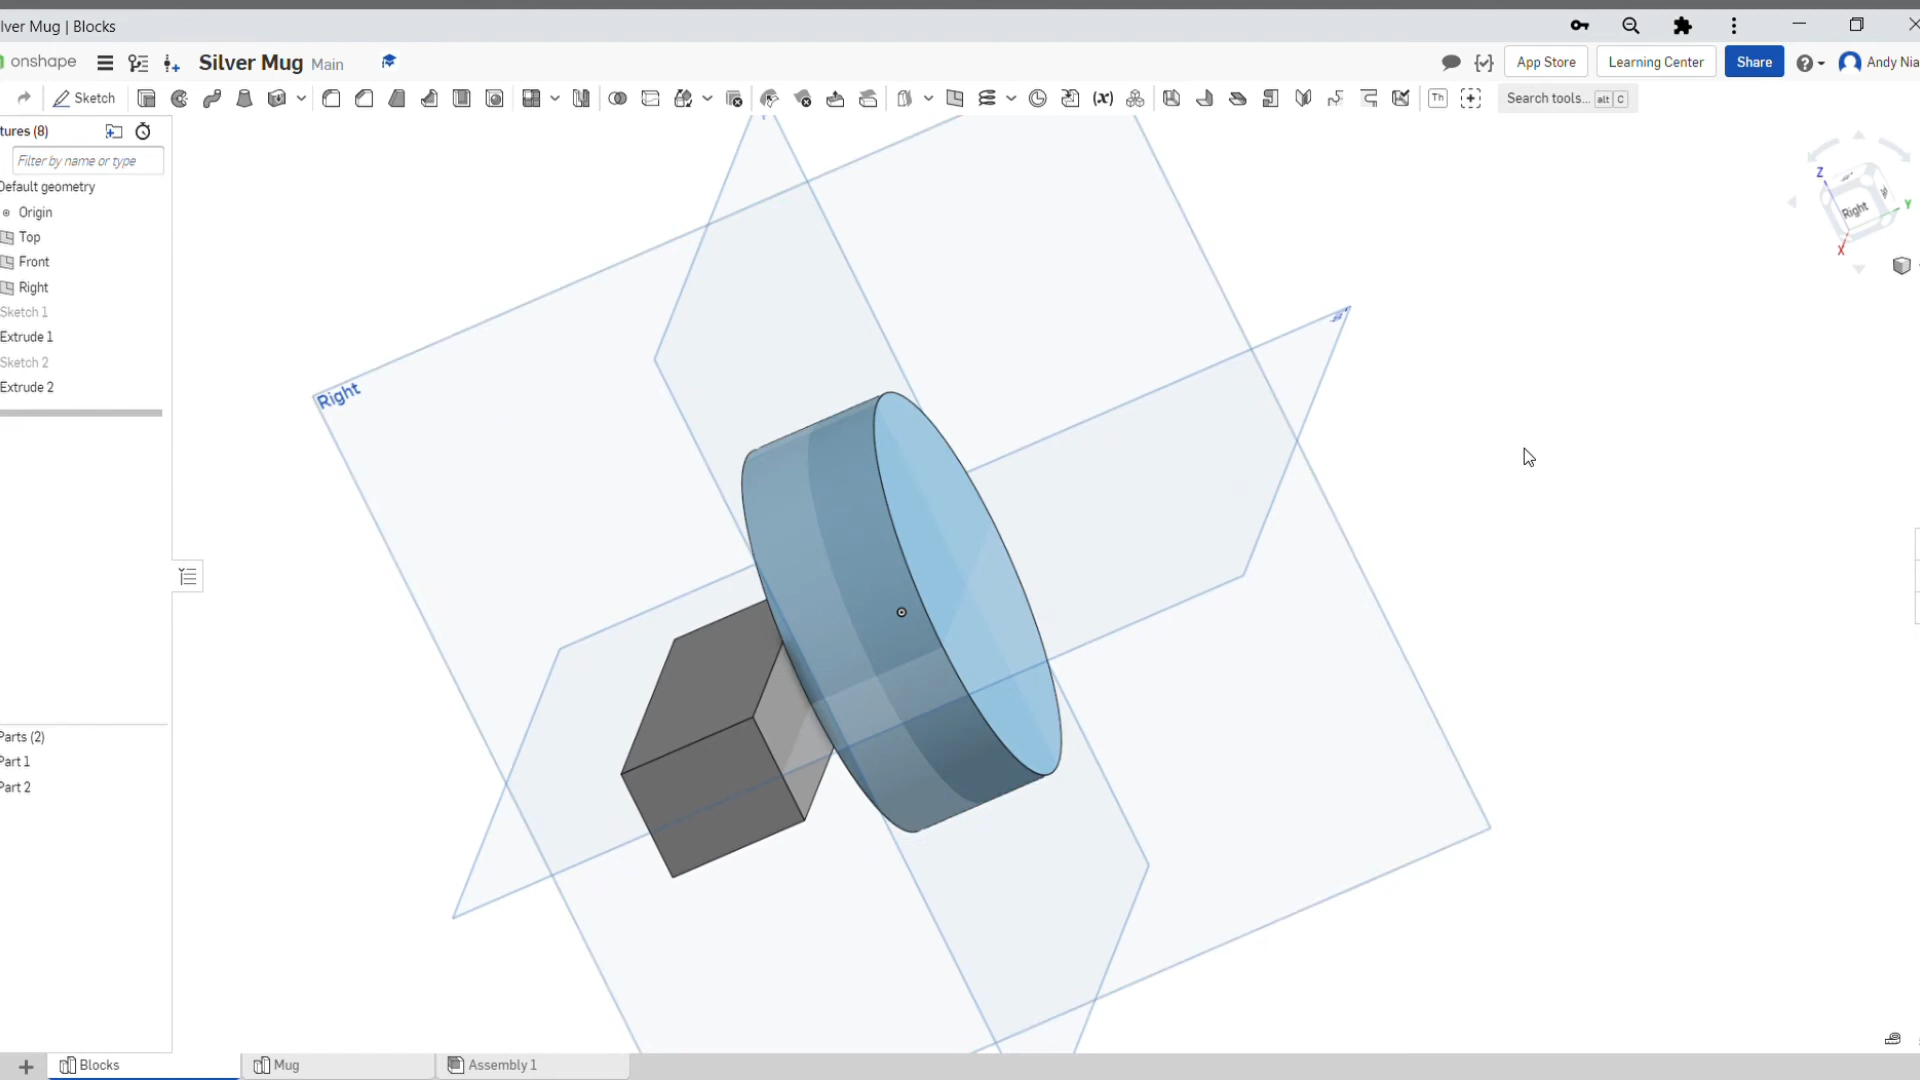 lver Mug | Blocks
onshape Silver Mug Main App Store Learning Center Share Andy Nia
Sketch (x) Th Search tools... alt C
tures (8)
Filter by name or type
Default geometry
Origin
Top
Front
Right
Sketch 1
Extrude 1
Sketch 2
Extrude 2
Parts (2)
Part 1
Part 2
Right
Z
Right
Y
X
Blocks Mug Assembly 1